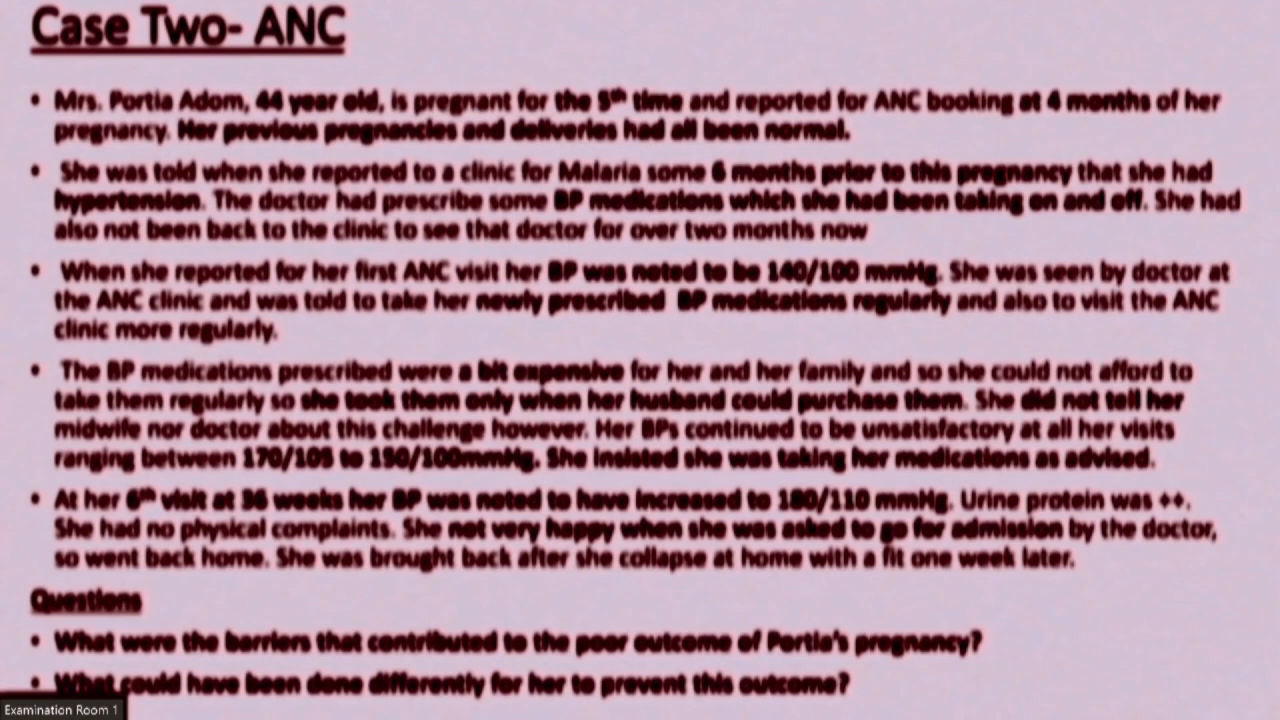 Case Two- ANC
• Mrs. Portia Adom, 44 year old, is pregnant for the 5th time and reported for ANC booking at 4 months of her
pregnancy. Her previous pregnancies and deliveries had all been normal.
• She was told when she reported to a clinic for Malaria some 6 months prior to this pregnancy that she had
hypertension. The doctor had prescribe some BP medications which she had been taking on and off. She had
also not been back to the clinic to see that doctor for over two months now
• When she reported for her first ANC visit her BP was noted to be 140/100 mmHg. She was seen by doctor at
the ANC clinic and was told to take her newly prescribed BP medications regularly and also to visit the ANC
clinic more regularly.
• The BP medications prescribed were a bit expensive for her and her family and so she could not afford to
take them regularly so she took them only when her husband could purchase them. She did not tell her
midwife nor doctor about this challenge however. Her BPs continued to be unsatisfactory at all her visits
ranging between 170/105 to 150/100mmHg. She insisted she was taking her medications as advised.
• At her 6th visit at 36 weeks her BP was noted to have increased to 180/110 mmHg. Urine protein was ++.
She had no physical complaints. She not very happy when she was asked to go for admission by the doctor,
so went back home. She was brought back after she collapse at home with a fit one week later.
Questions
• What were the barriers that contributed to the poor outcome of Portia's pregnancy?
• What could have been done differently for her to prevent this outcome?
Examination Room 1